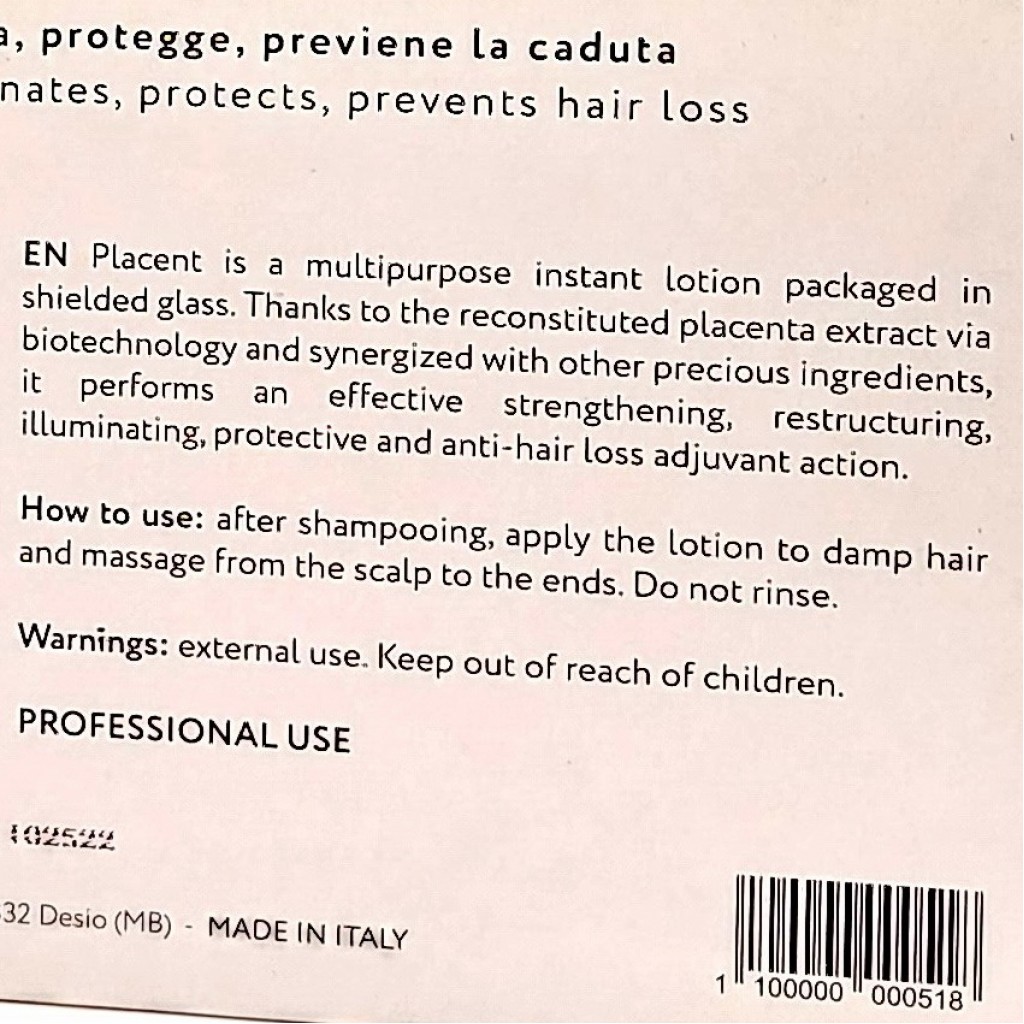 protegge, previene la caduta
protects, prevents hair loss
EN Placent is a multipurpose instant lotion packaged in
shielded glass. Thanks to the reconstituted placenta extract via
biotechnology and synergized with other precious ingredients,
it performs an effective strengthening, restructuring,
illuminating, protective and anti-hair loss adjuvant action.
How to use: after shampooing, apply the lotion to damp hair
and massage from the scalp to the ends. Do not rinse.
Warnings: external use. Keep out of reach of children.
PROFESSIONAL USE
102522
32 Desio (MB) - MADE IN ITALY
1 100000 000518